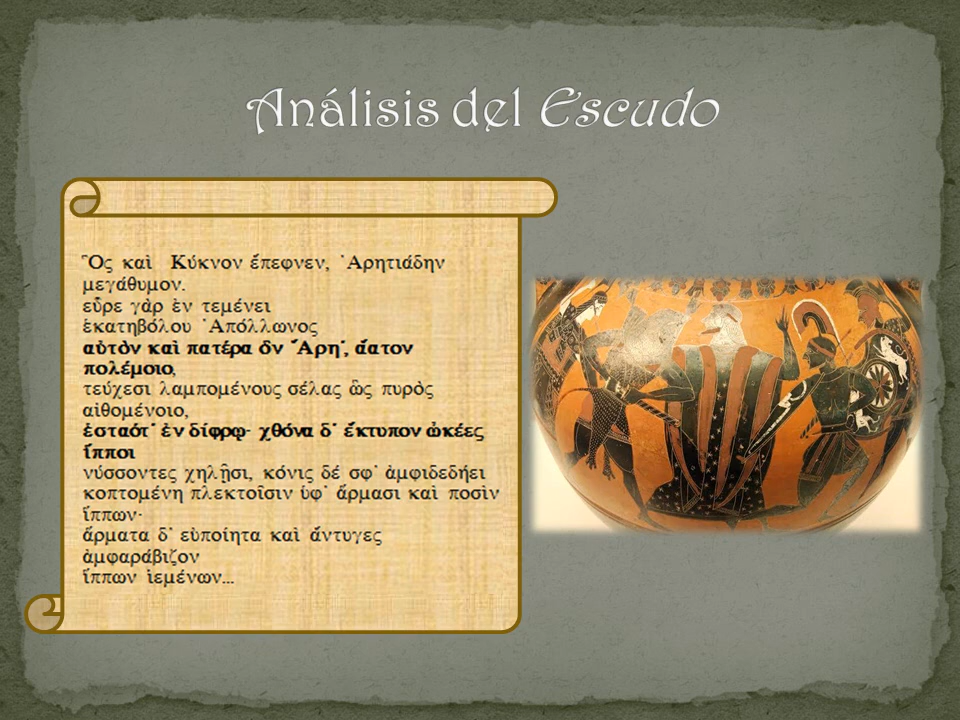 Análisis del Escudo
Ὃς καὶ Κύκνον ἔπεφνεν, Ἀρητιάδην
μεγάθυμον.
εὗρε γὰρ ἐν τεμένει
ἑκατηβόλου Ἀπόλλωνος
αὐτὸν καὶ πατέρα ὃν Ἄρη', ἄατον
πολέμοιο,
τεύχεσι λαμπομένους σέλας ὣς πυρὸς
αἰθομένοιο,
ἑσταότ' ἐν δίφρῳ· χθόνα δ' ἔκτυπον ὠκέες
ἵπποι
νύσσοντες χηλῇσι, κόνις δέ σφ' ἀμφιδεδήει
κοπτομένη πλεκτοῖσιν ὑφ' ἅρμασι καὶ ποσὶν
ἵππων·
ἅρματα δ' εὐποίητα καὶ ἄντυγες
ἀμφαράβιζον
ἵππων ἱεμένων...